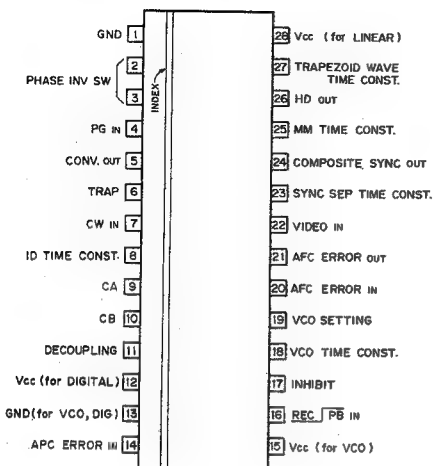 GND 1
2
PHASE INV SW
3
PG IN 4
CONV. OUT 5
TRAP 6
CW IN 7
ID TIME CONST. 8
CA 9
CB 10
DECOUPLING 11
Vcc (for DIGITAL) 12
GND (for VCO, DIG) 13
APC ERROR IN 14
INDEX
28 Vcc (for LINEAR)
27 TRAPEZOID WAVE
TIME CONST.
26 HD OUT
25 MM TIME CONST.
24 COMPOSITE SYNC OUT
23 SYNC SEP TIME CONST.
22 VIDEO IN
21 AFC ERROR OUT
20 AFC ERROR IN
19 VCO SETTING
18 VCO TIME CONST.
17 INHIBIT
16 REC PB IN
15 Vcc (for VCO)